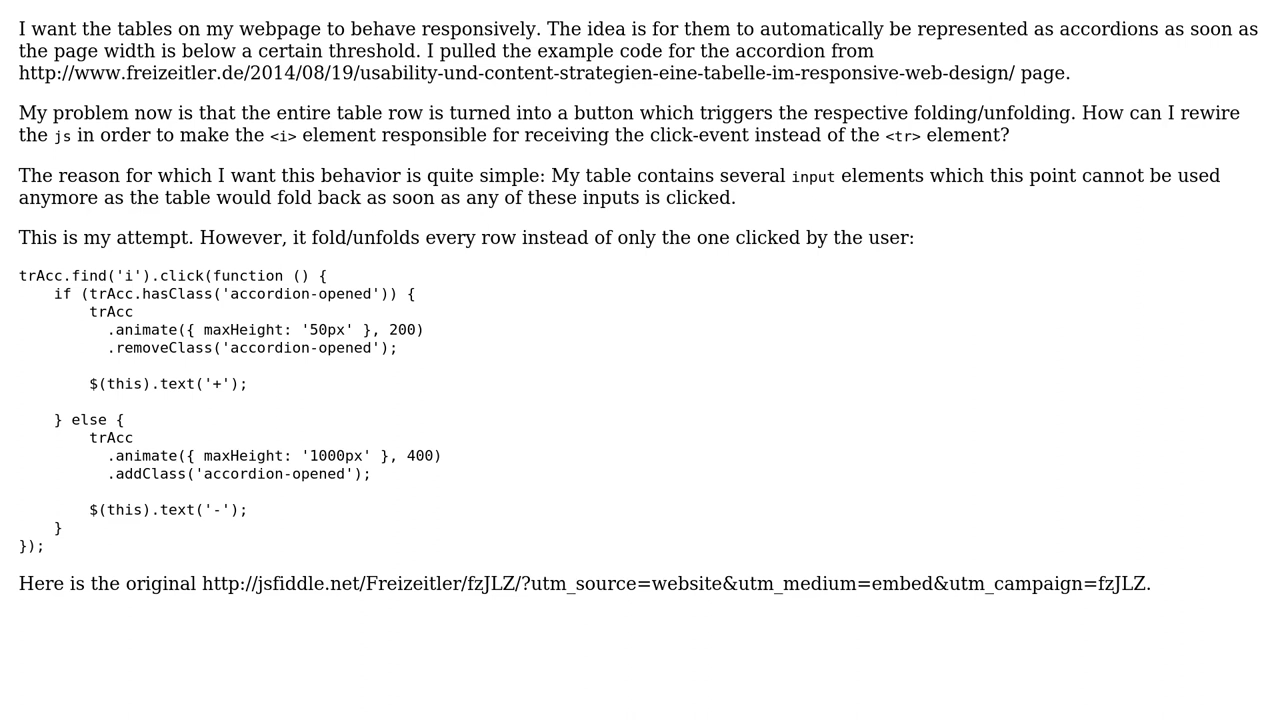 I want the tables on my webpage to behave responsively. The idea is for them to automatically be represented as accordions as soon as
the page width is below a certain threshold. I pulled the example code for the accordion from
http://www.freizeitler.de/2014/08/19/usability-und-content-strategien-eine-tabelle-im-responsive-web-design/ page.
My problem now is that the entire table row is turned into a button which triggers the respective folding/unfolding. How can I rewire
the js in order to make the <i> element responsible for receiving the click-event instead of the <tr> element?
The reason for which I want this behavior is quite simple: My table contains several input elements which this point cannot be used
anymore as the table would fold back as soon as any of these inputs is clicked.
This is my attempt. However, it fold/unfolds every row instead of only the one clicked by the user:
trAcc.find('i').click(function () {
    if (trAcc.hasClass('accordion-opened')) {
        trAcc
          .animate({ maxHeight: '50px' }, 200)
          .removeClass('accordion-opened');
        $(this).text('+');
    } else {
        trAcc
          .animate({ maxHeight: '1000px' }, 400)
          .addClass('accordion-opened');
        $(this).text('-');
    }
});
Here is the original http://jsfiddle.net/Freizeitler/fzJLZ/?utm_source=website&utm_medium=embed&utm_campaign=fzJLZ.